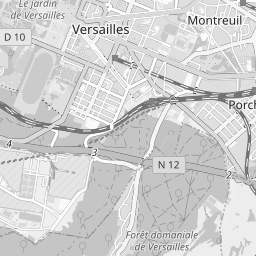 Le jardin
de Versailles
Versailles
Montreuil
D 10
Porch
4
3
N 12
2
Forêt domaniale
de Versailles